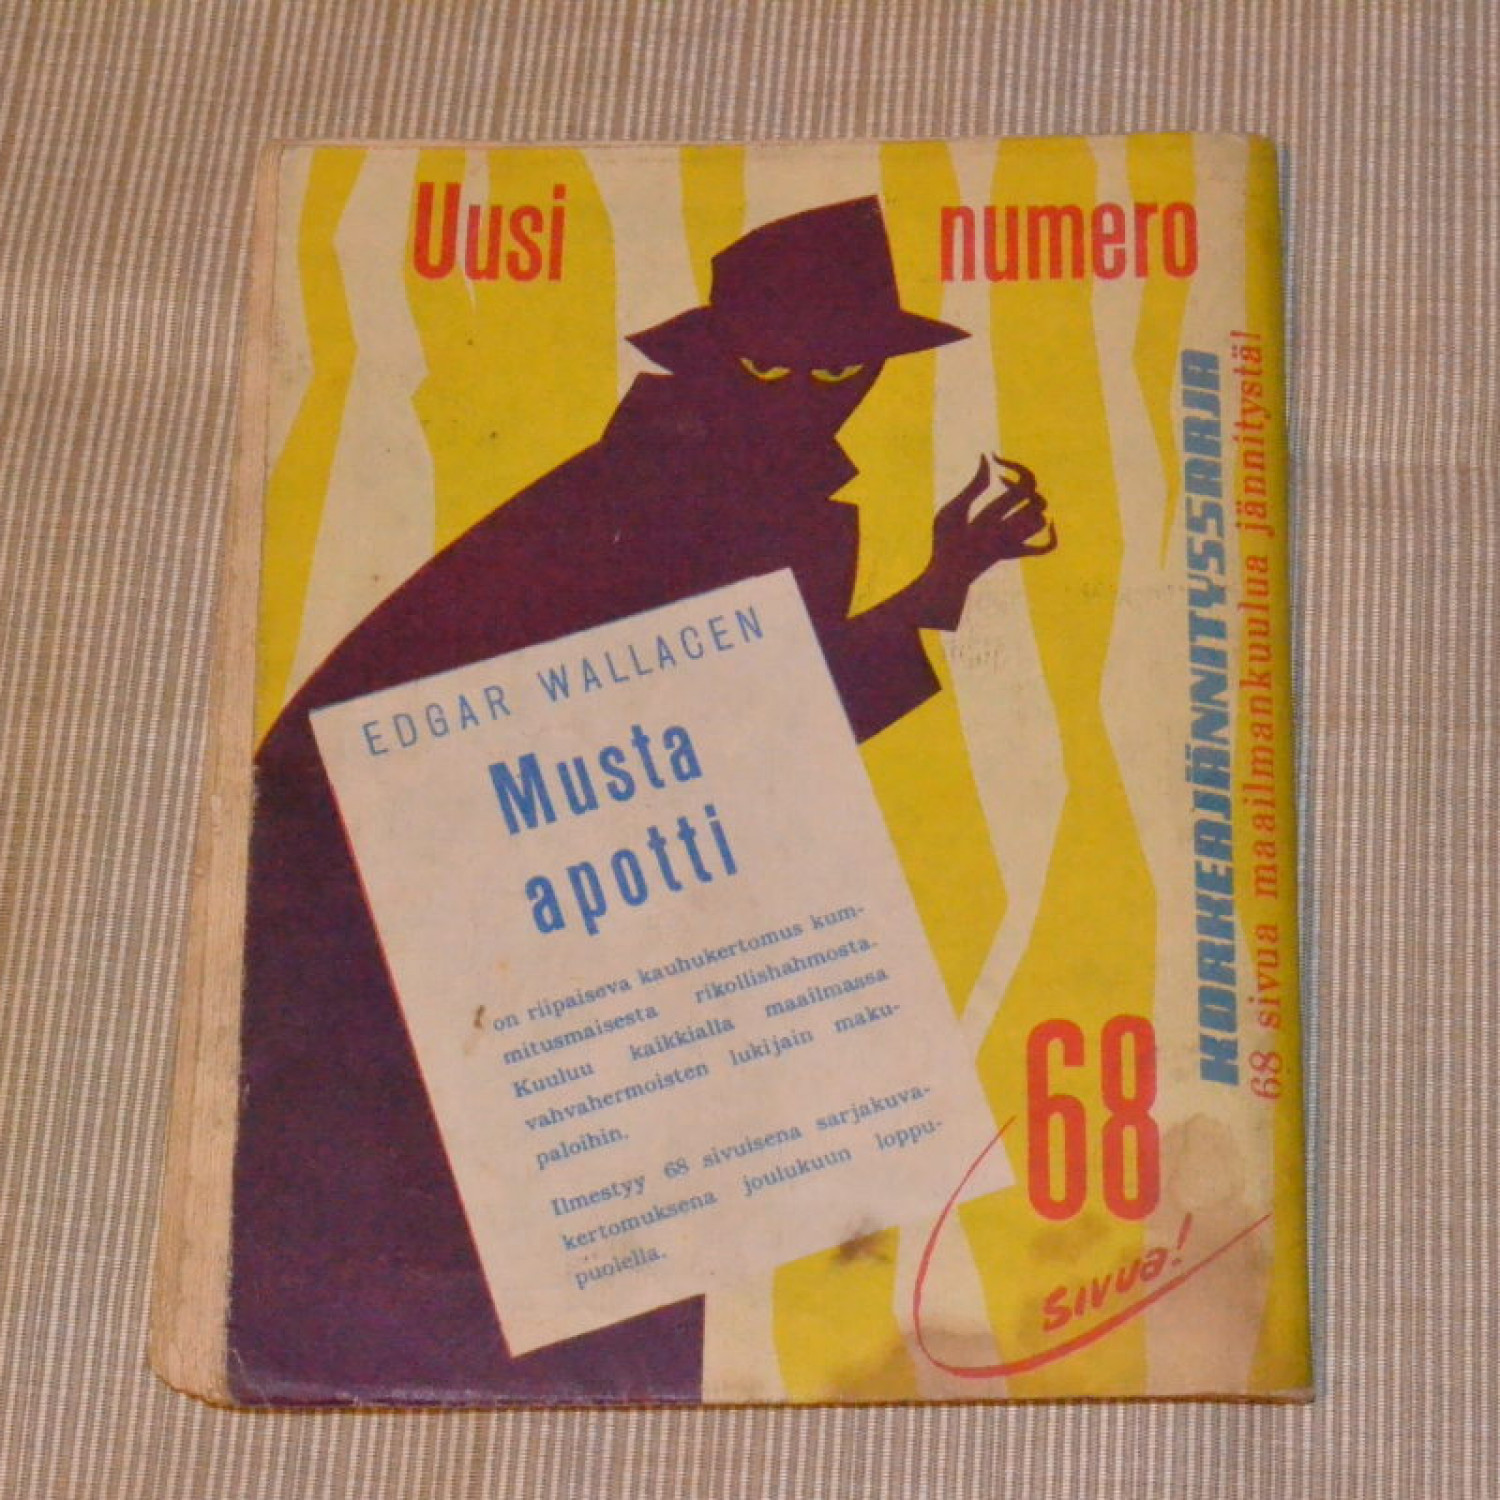 Uusi numero
EDGAR WALLACEN
Musta
apotti
on riipaiseva kauhukertomus kum-
mitusmaisesta rikollishahmosta.
Kuuluu kaikkialla maailmassa
vahvahermoisten lukijain maku-
paloihin.
Ilmestyy 68 sivuisena sarjakuva-
kertomuksena joulukuun loppu-
puolella.
68
sivua!
KORKEAJÄNNITYSSARJA
68 sivua maailmankuulua jännitystä!